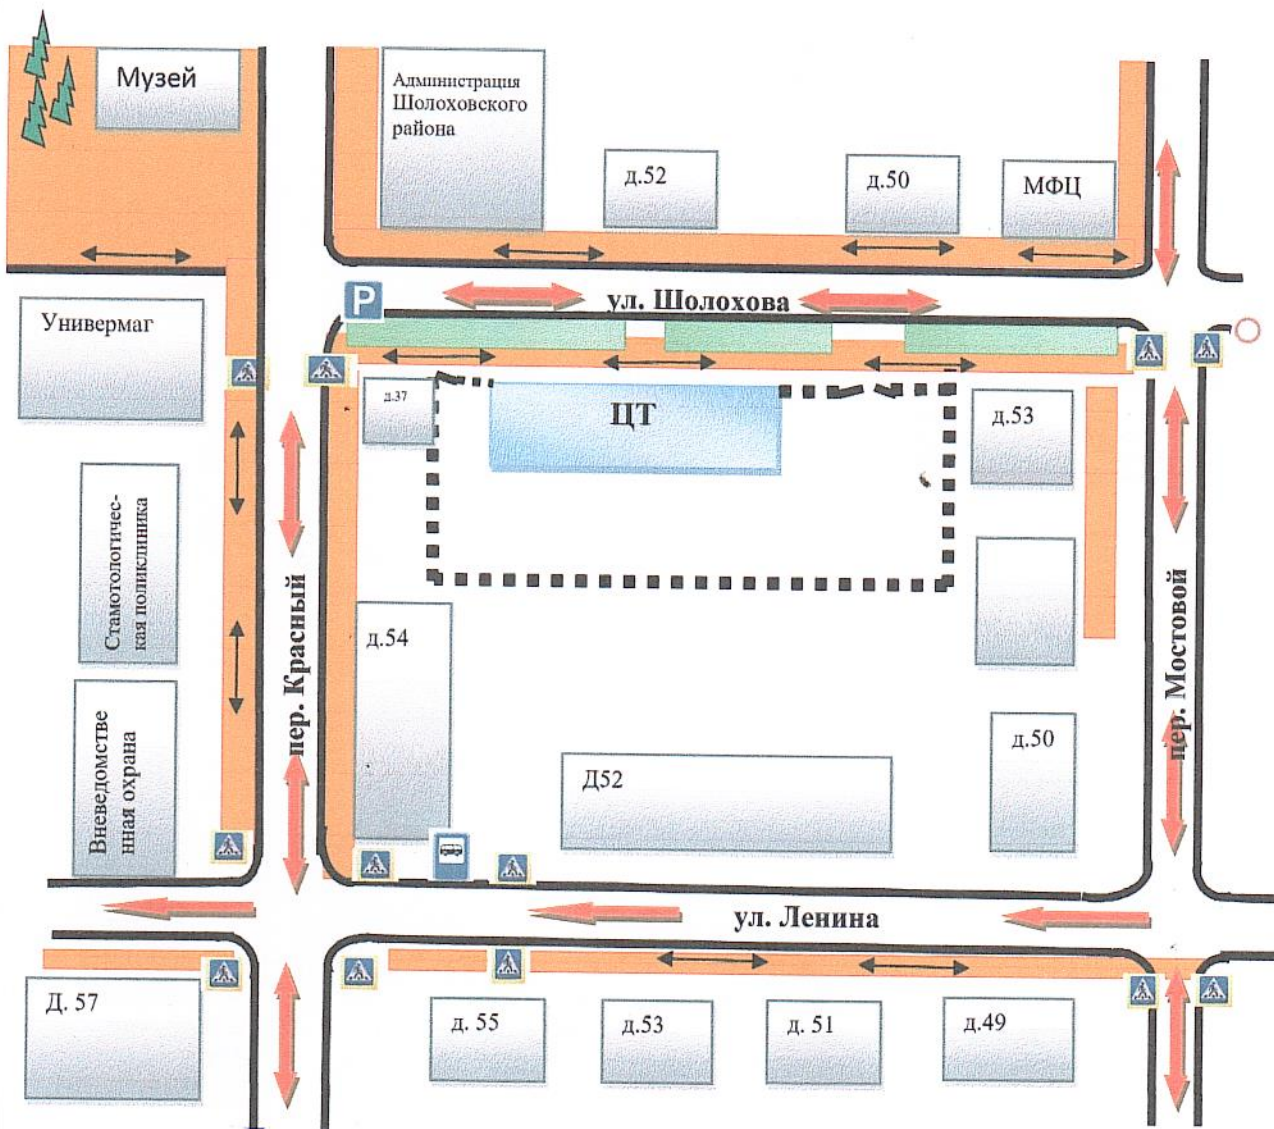 Музей
Администрация
Шолоховского
района
д.52
д.50
МФЦ
P
ул. Шолохова
Универмаг
д.37
ЦТ
д.53
Стамотологичес-
кая поликлиника
пер. Красный
пер. Мостовой
д.54
Вневедомстве
нная охрана
Д52
д.50
ул. Ленина
Д. 57
д. 55
д.53
д. 51
д.49